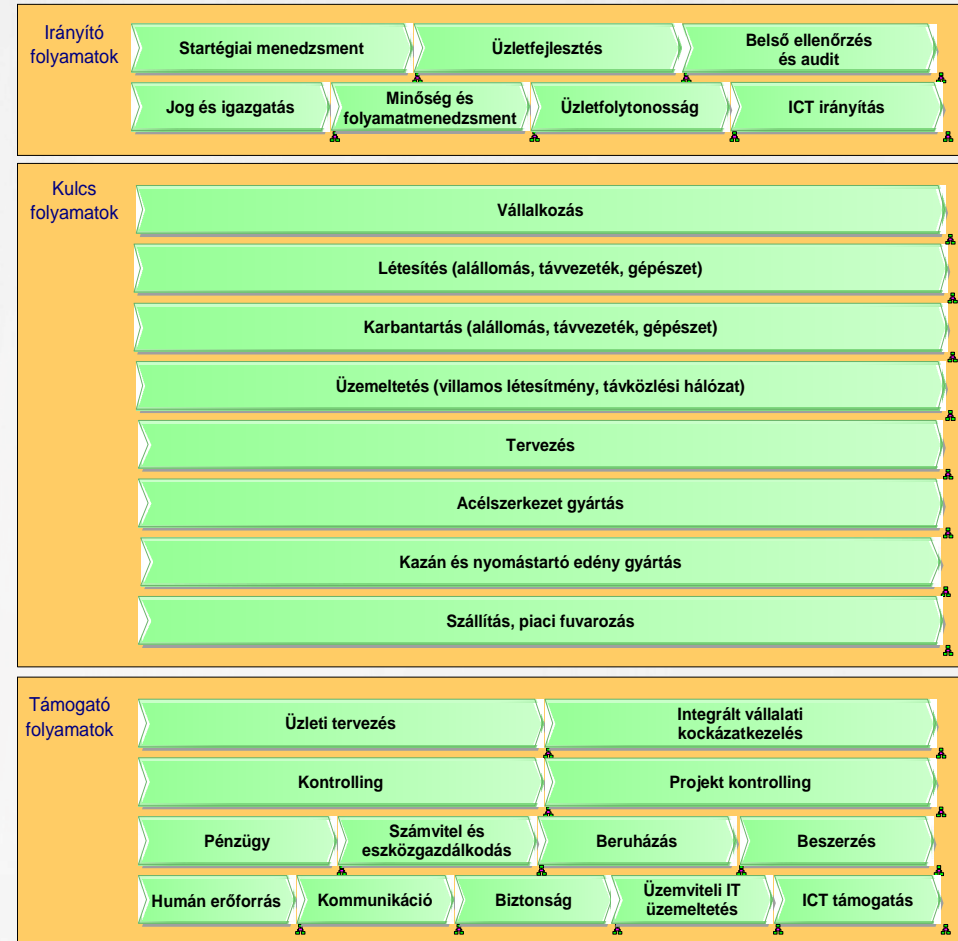 Irányító
folyamatok
Startégiai menedzsment
Üzletfejlesztés
Belső ellenőrzés
és audit
Jog és igazgatás
Minőség és
folyamatmenedzsment
Üzletfolytonosság
ICT irányítás
Kulcs
folyamatok
Vállalkozás
Létesítés (alállomás, távvezeték, gépészet)
Karbantartás (alállomás, távvezeték, gépészet)
Üzemeltetés (villamos létesítmény, távközlési hálózat)
Tervezés
Acélszerkezet gyártás
Kazán és nyomástartó edény gyártás
Szállítás, piaci fuvarozás
Támogató
folyamatok
Üzleti tervezés
Integrált vállalati
kockázatkezelés
Kontrolling
Projekt kontrolling
Pénzügy
Számvitel és
eszközgazdálkodás
Beruházás
Beszerzés
Humán erőforrás
Kommunikáció
Biztonság
Üzemviteli IT
üzemeltetés
ICT támogatás